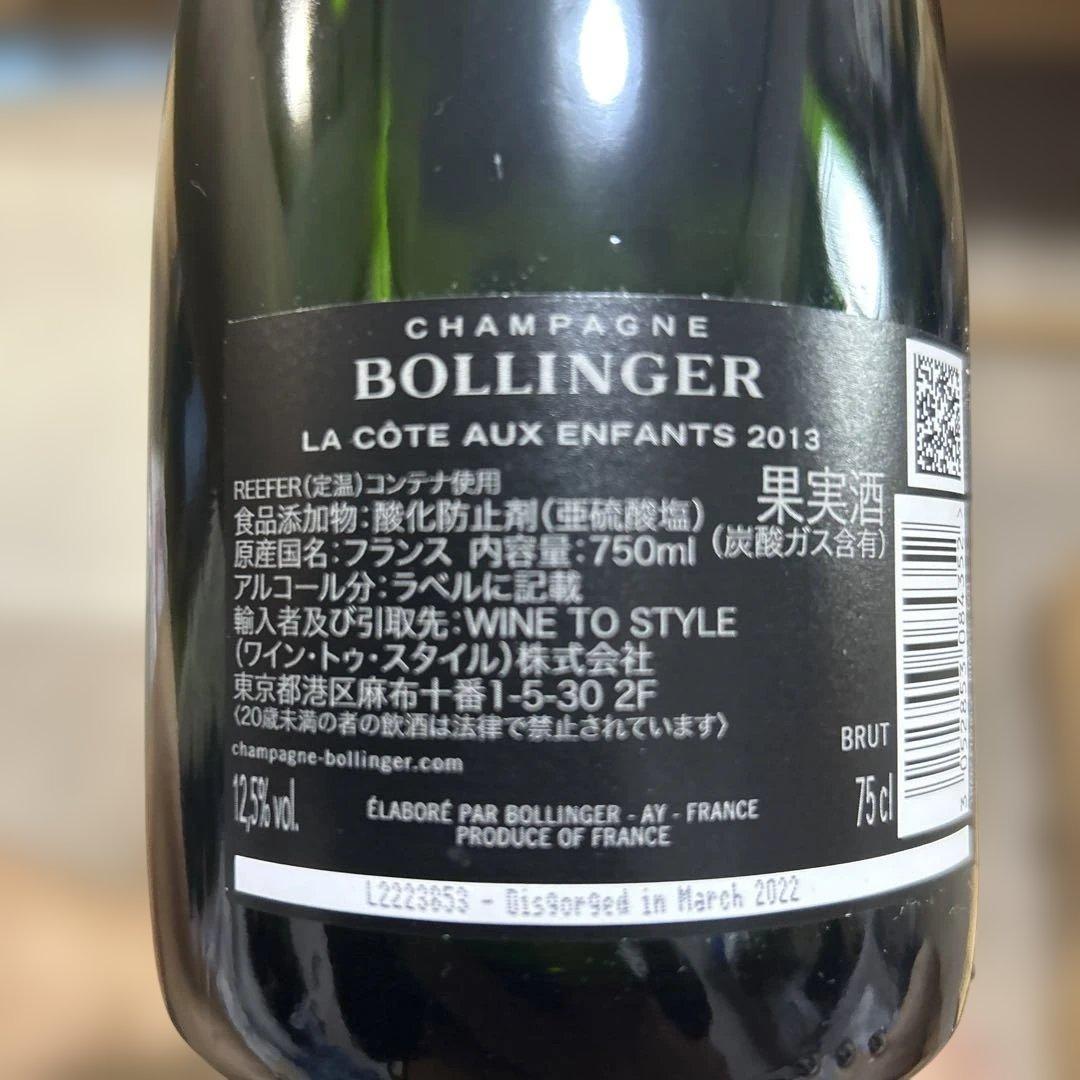 CHAMPAGNE
BOLLINGER
LA CÔTE AUX ENFANTS 2013
REEFER(定温)コンテナ使用
果実酒
食品添加物:酸化防止剤(亜硫酸塩)
(炭酸ガス含有)
原産国名:フランス 内容量:750ml
アルコール分:ラベルに記載
輸入者及び引取先:WINE TO STYLE
(ワイン・トゥ・スタイル)株式会社
東京都港区麻布十番1-5-30 2F
〈20歳未満の者の飲酒は法律で禁止されています〉
champagne-bollinger.com
BRUT
12,5% vol.
75 cl
ÉLABORÉ PAR BOLLINGER - AY - FRANCE
PRODUCE OF FRANCE
L2223853 - Disgorged in March 2022
3 052853 084352 >